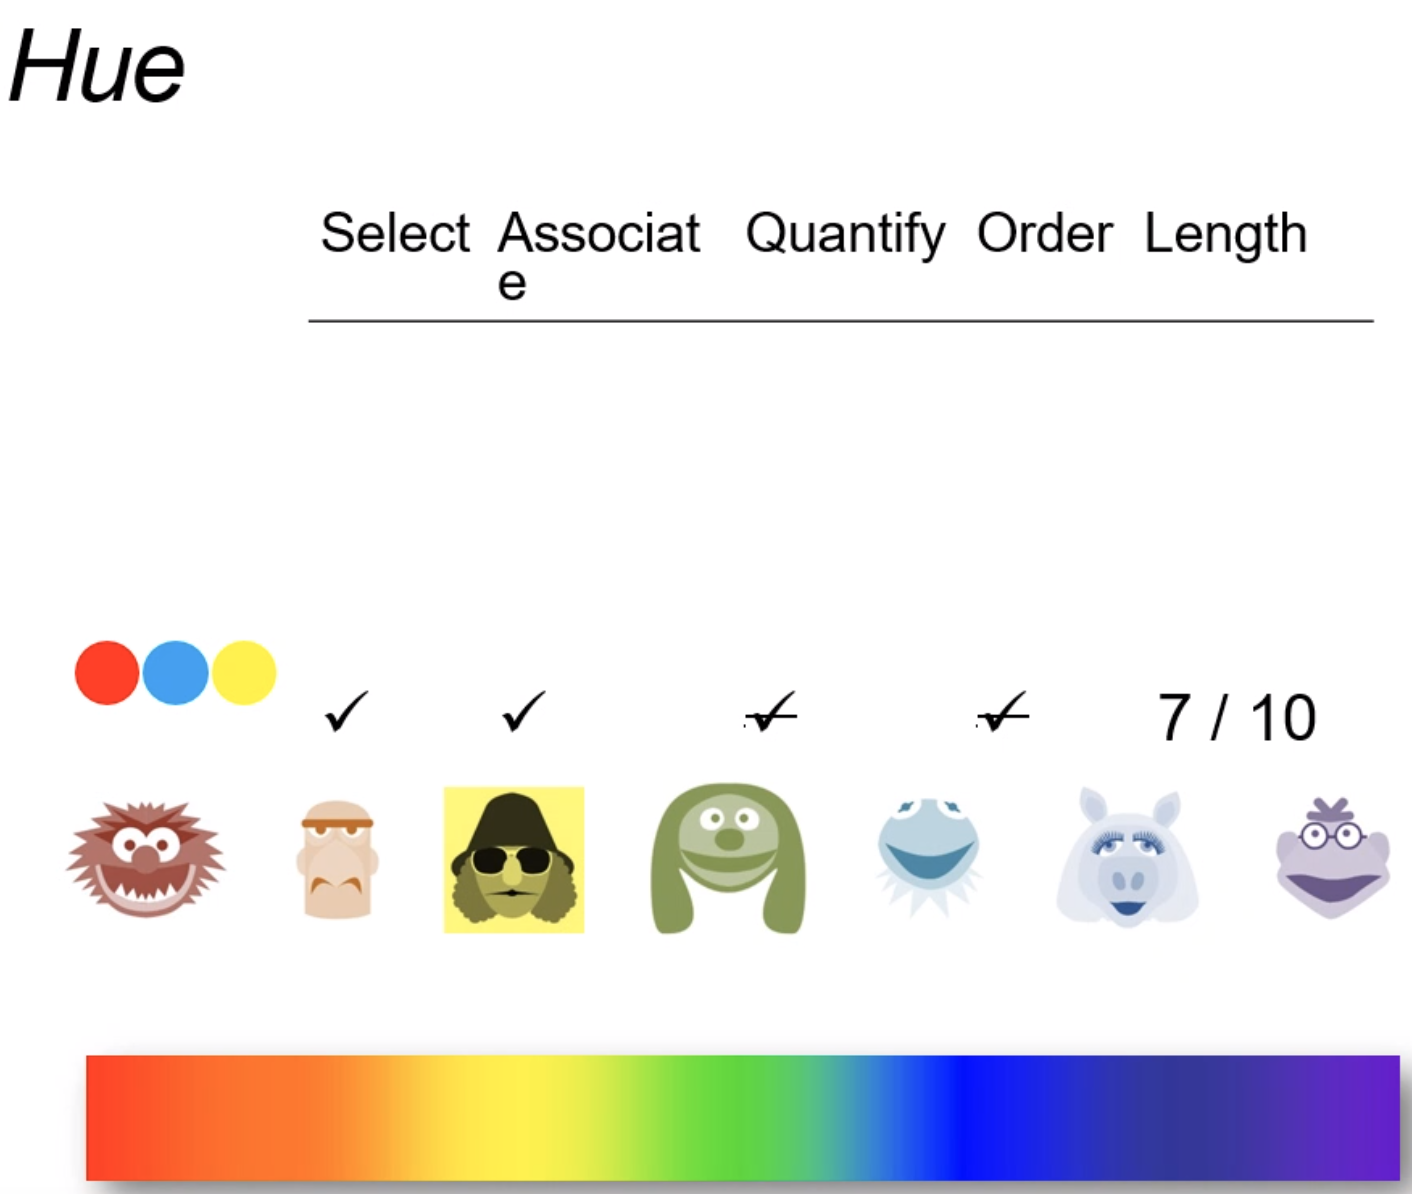 Hue
Select Associat Quantify Order Length
e
✓ ✓ ✓ ✓ 7 / 10